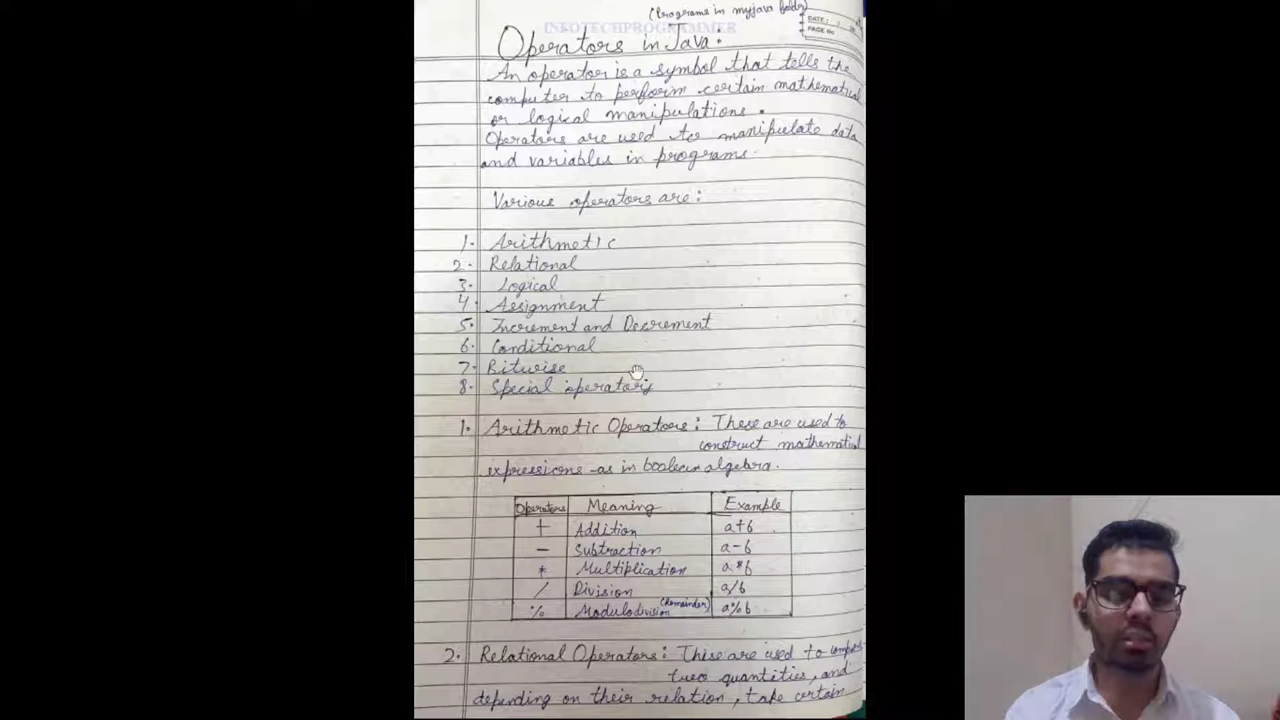 (Programs in myjava folder)
INFOTECHPROGRAMMER
DATE: / / 20
PAGE No
Operators in Java:
An operator is a symbol that tells the
computer to perform certain mathematical
or logical manipulations.
Operators are used to manipulate data
and variables in programs.
Various operators are:
1. Arithmetic
2. Relational
3. Logical
4. Assignment
5. Increment and Decrement
6. Conditional
7. Bitwise
8. Special operators
1. Arithmetic Operators: These are used to
construct mathematical
expressions as in boolean algebra.
Operators Meaning Example
+ Addition a+b
- Subtraction a-b
* Multiplication a*b
/ Division a/b
% Modulo division (Remainder) a%b
2. Relational Operators: These are used to compare
two quantities, and
depending on their relation, take certain